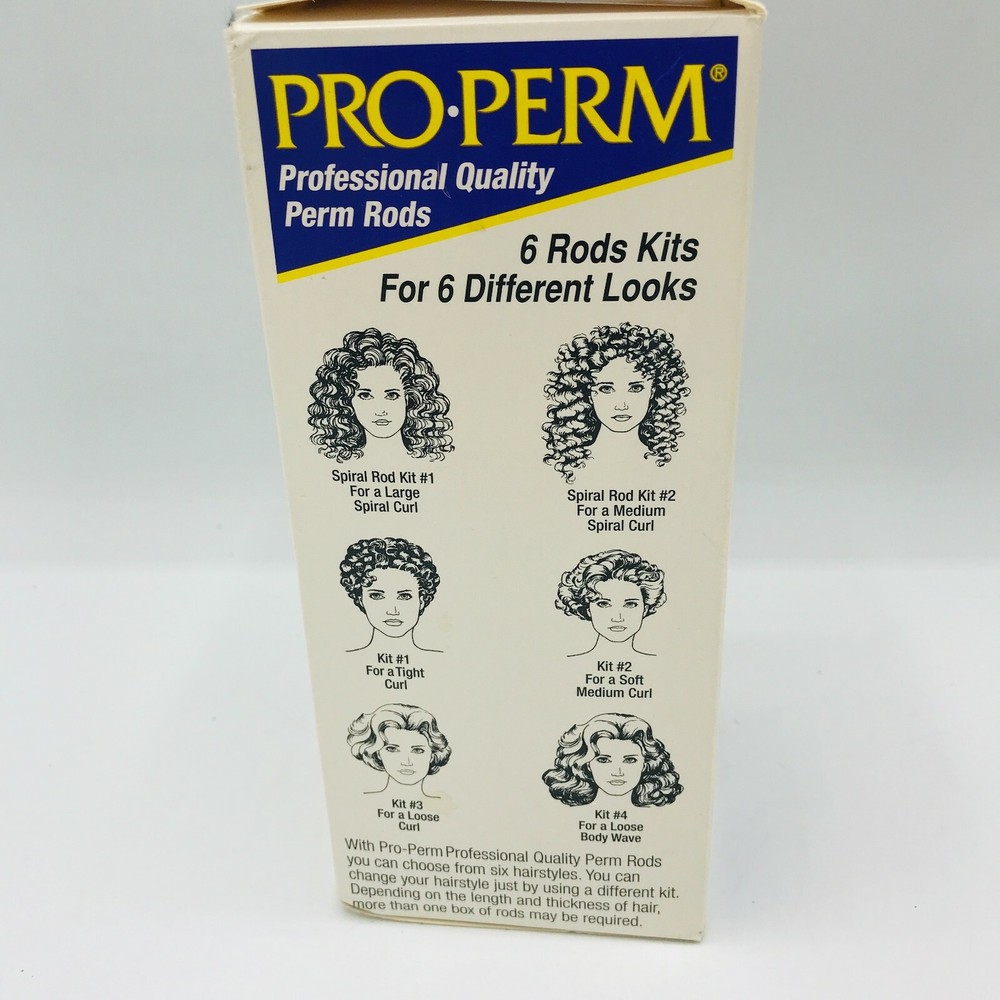 PRO·PERM®
Professional Quality
Perm Rods
6 Rods Kits
For 6 Different Looks
Spiral Rod Kit #1
For a Large
Spiral Curl
Spiral Rod Kit #2
For a Medium
Spiral Curl
Kit #1
For a Tight
Curl
Kit #2
For a Soft
Medium Curl
Kit #3
For a Loose
Curl
Kit #4
For a Loose
Body Wave
With Pro-Perm Professional Quality Perm Rods
you can choose from six hairstyles. You can
change your hairstyle just by using a different kit.
Depending on the length and thickness of hair,
more than one box of rods may be required.